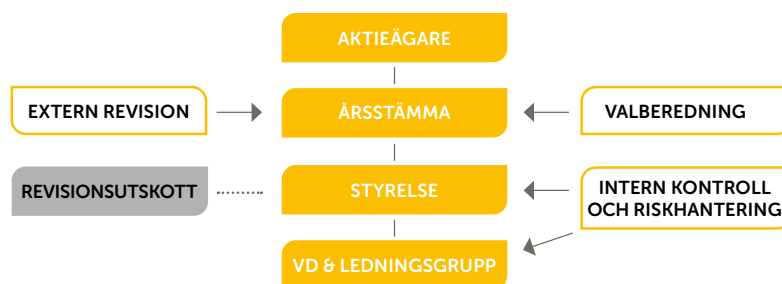 AKTIEÄGARE
EXTERN REVISION
ÅRSSTÄMMA
VALBEREDNING
REVISIONSUTSKOTT
STYRELSE
INTERN KONTROLL
OCH RISKHANTERING
VD & LEDNINGSGRUPP